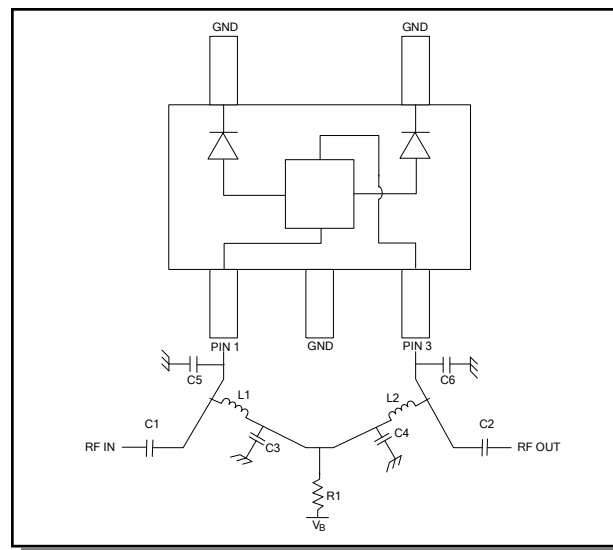 GND GND
PIN 1 GND PIN 3
C5 C6
L1 L2
C1 C2
RF IN C3 C4 RF OUT
R1
VB